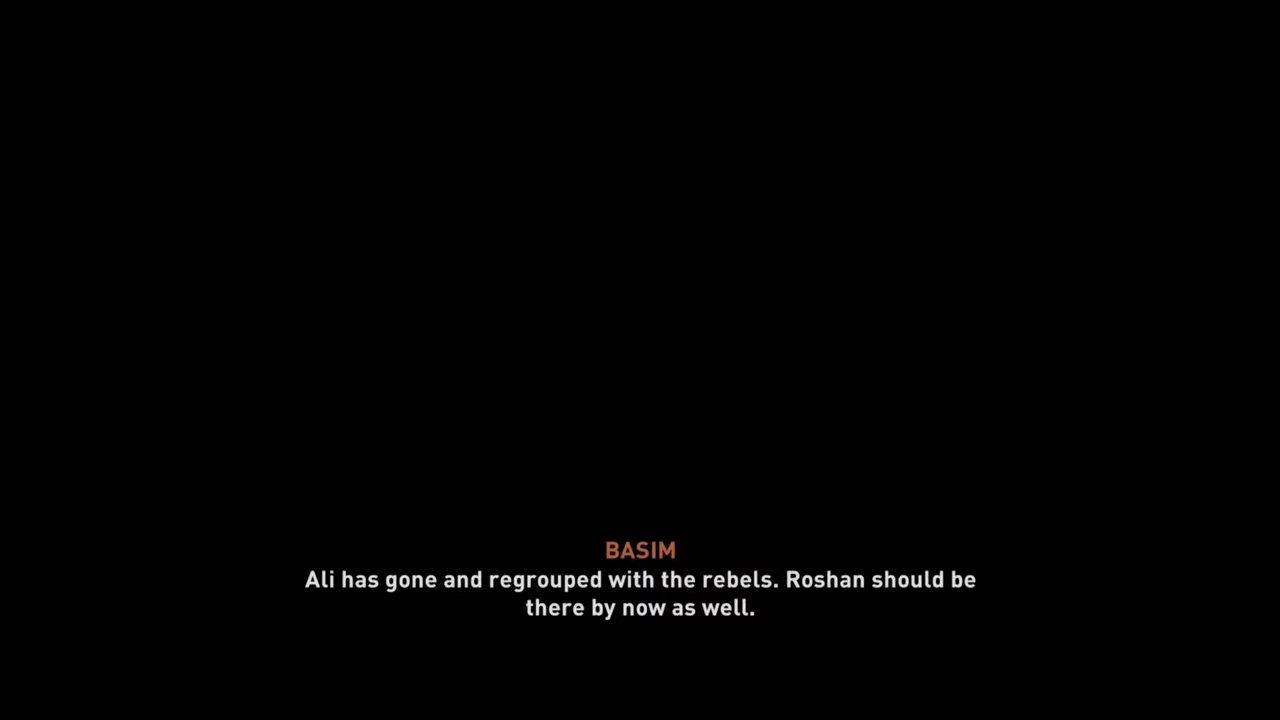 BASIM
Ali has gone and regrouped with the rebels. Roshan should be
there by now as well.